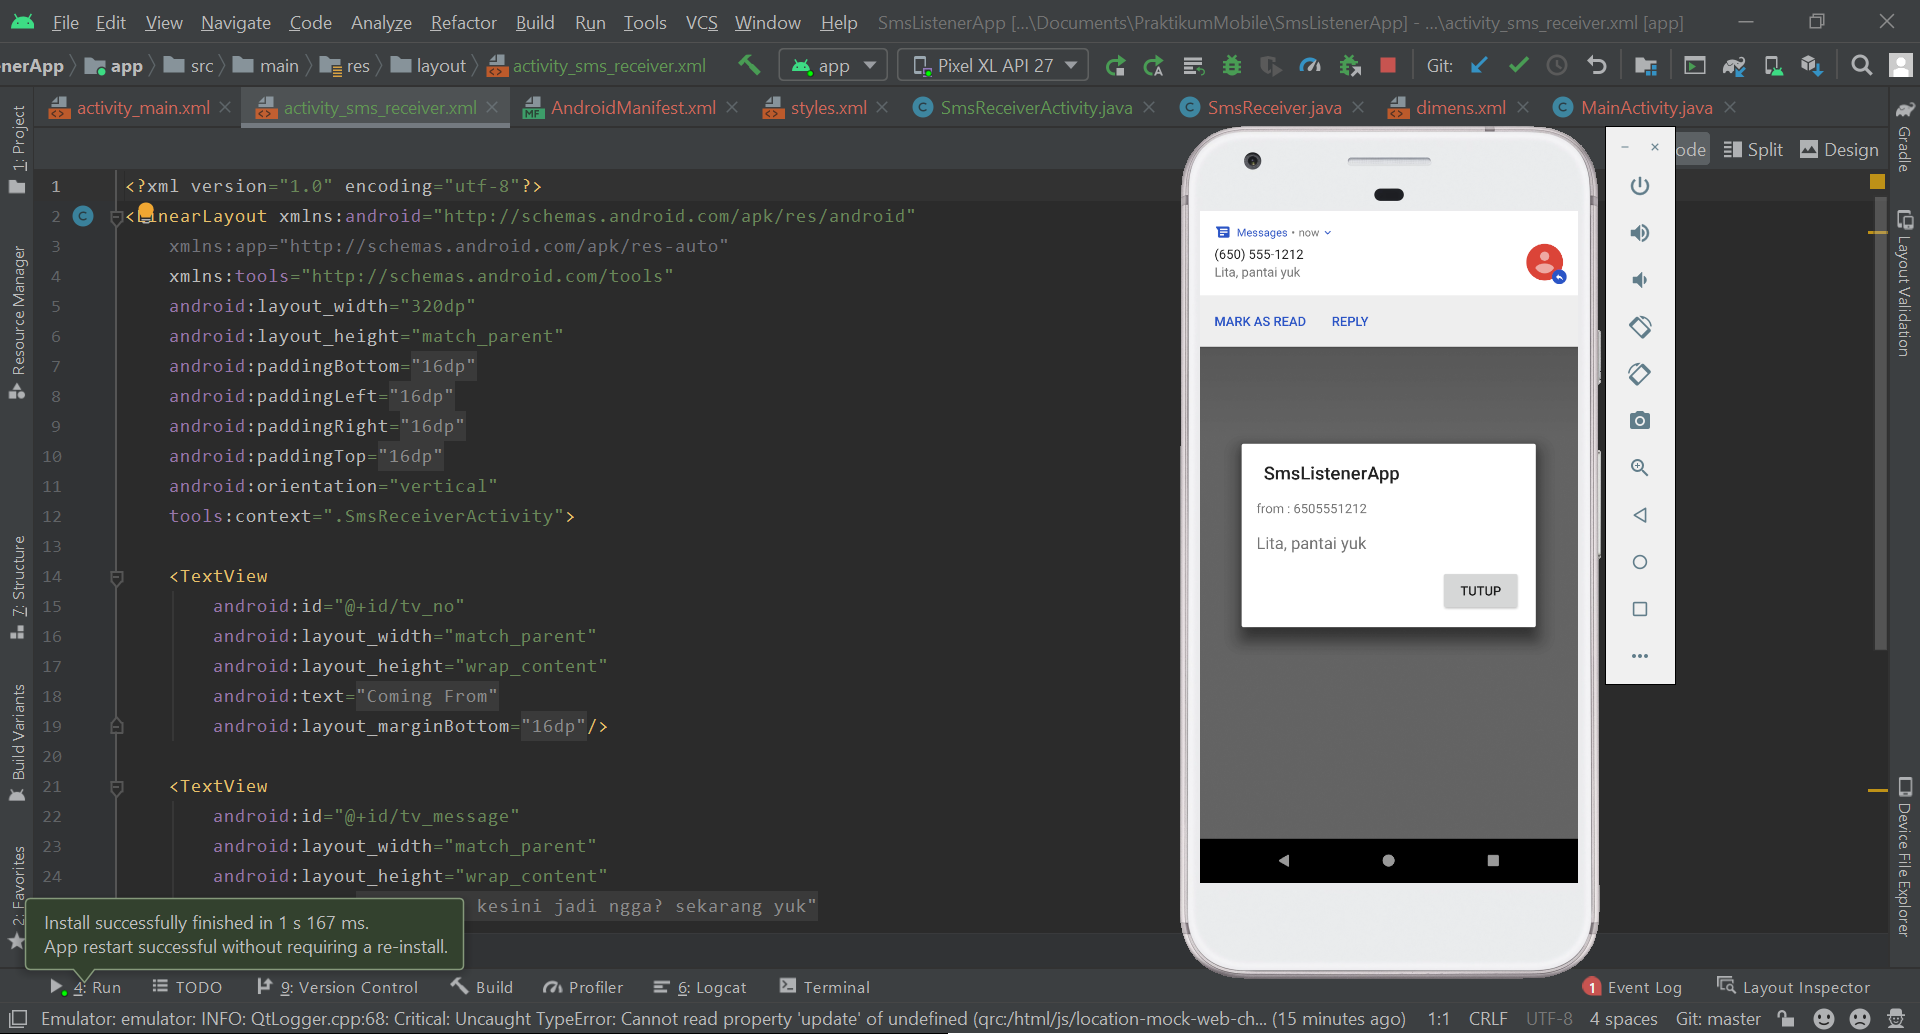 File Edit View Navigate Code Analyze Refactor Build Run Tools VCS Window Help SmsListenerApp [...\Documents\PraktikumMobile\SmsListenerApp] - ...\activity_sms_receiver.xml [app]
nerApp app src main res layout activity_sms_receiver.xml app Pixel XL API 27 Git:
activity_main.xml activity_sms_receiver.xml AndroidManifest.xml styles.xml SmsReceiverActivity.java SmsReceiver.java dimens.xml MainActivity.java
ode Split Design
1 <?xml version="1.0" encoding="utf-8"?>
2 <LinearLayout xmlns:android="http://schemas.android.com/apk/res/android"
3 xmlns:app="http://schemas.android.com/apk/res-auto"
4 xmlns:tools="http://schemas.android.com/tools"
5 android:layout_width="320dp"
6 android:layout_height="match_parent"
7 android:paddingBottom="16dp"
8 android:paddingLeft="16dp"
9 android:paddingRight="16dp"
10 android:paddingTop="16dp"
11 android:orientation="vertical"
12 tools:context=".SmsReceiverActivity">
13
14 <TextView
15 android:id="@+id/tv_no"
16 android:layout_width="match_parent"
17 android:layout_height="wrap_content"
18 android:text="Coming From"
19 android:layout_marginBottom="16dp"/>
20
21 <TextView
22 android:id="@+id/tv_message"
23 android:layout_width="match_parent"
24 android:layout_height="wrap_content"
kesini jadi ngga? sekarang yuk"
1: Project
Resource Manager
7: Structure
Build Variants
2: Favorites
Messages • now
(650) 555-1212
Lita, pantai yuk
MARK AS READ REPLY
SmsListenerApp
from : 6505551212
Lita, pantai yuk
TUTUP
Gradle
Layout Validation
Device File Explorer
Install successfully finished in 1 s 167 ms.
App restart successful without requiring a re-install.
4: Run TODO 9: Version Control Build Profiler 6: Logcat Terminal 1 Event Log Layout Inspector
Emulator: emulator: INFO: QtLogger.cpp:68: Critical: Uncaught TypeError: Cannot read property 'update' of undefined (qrc:/html/js/location-mock-web-ch... (15 minutes ago) 1:1 CRLF UTF-8 4 spaces Git: master